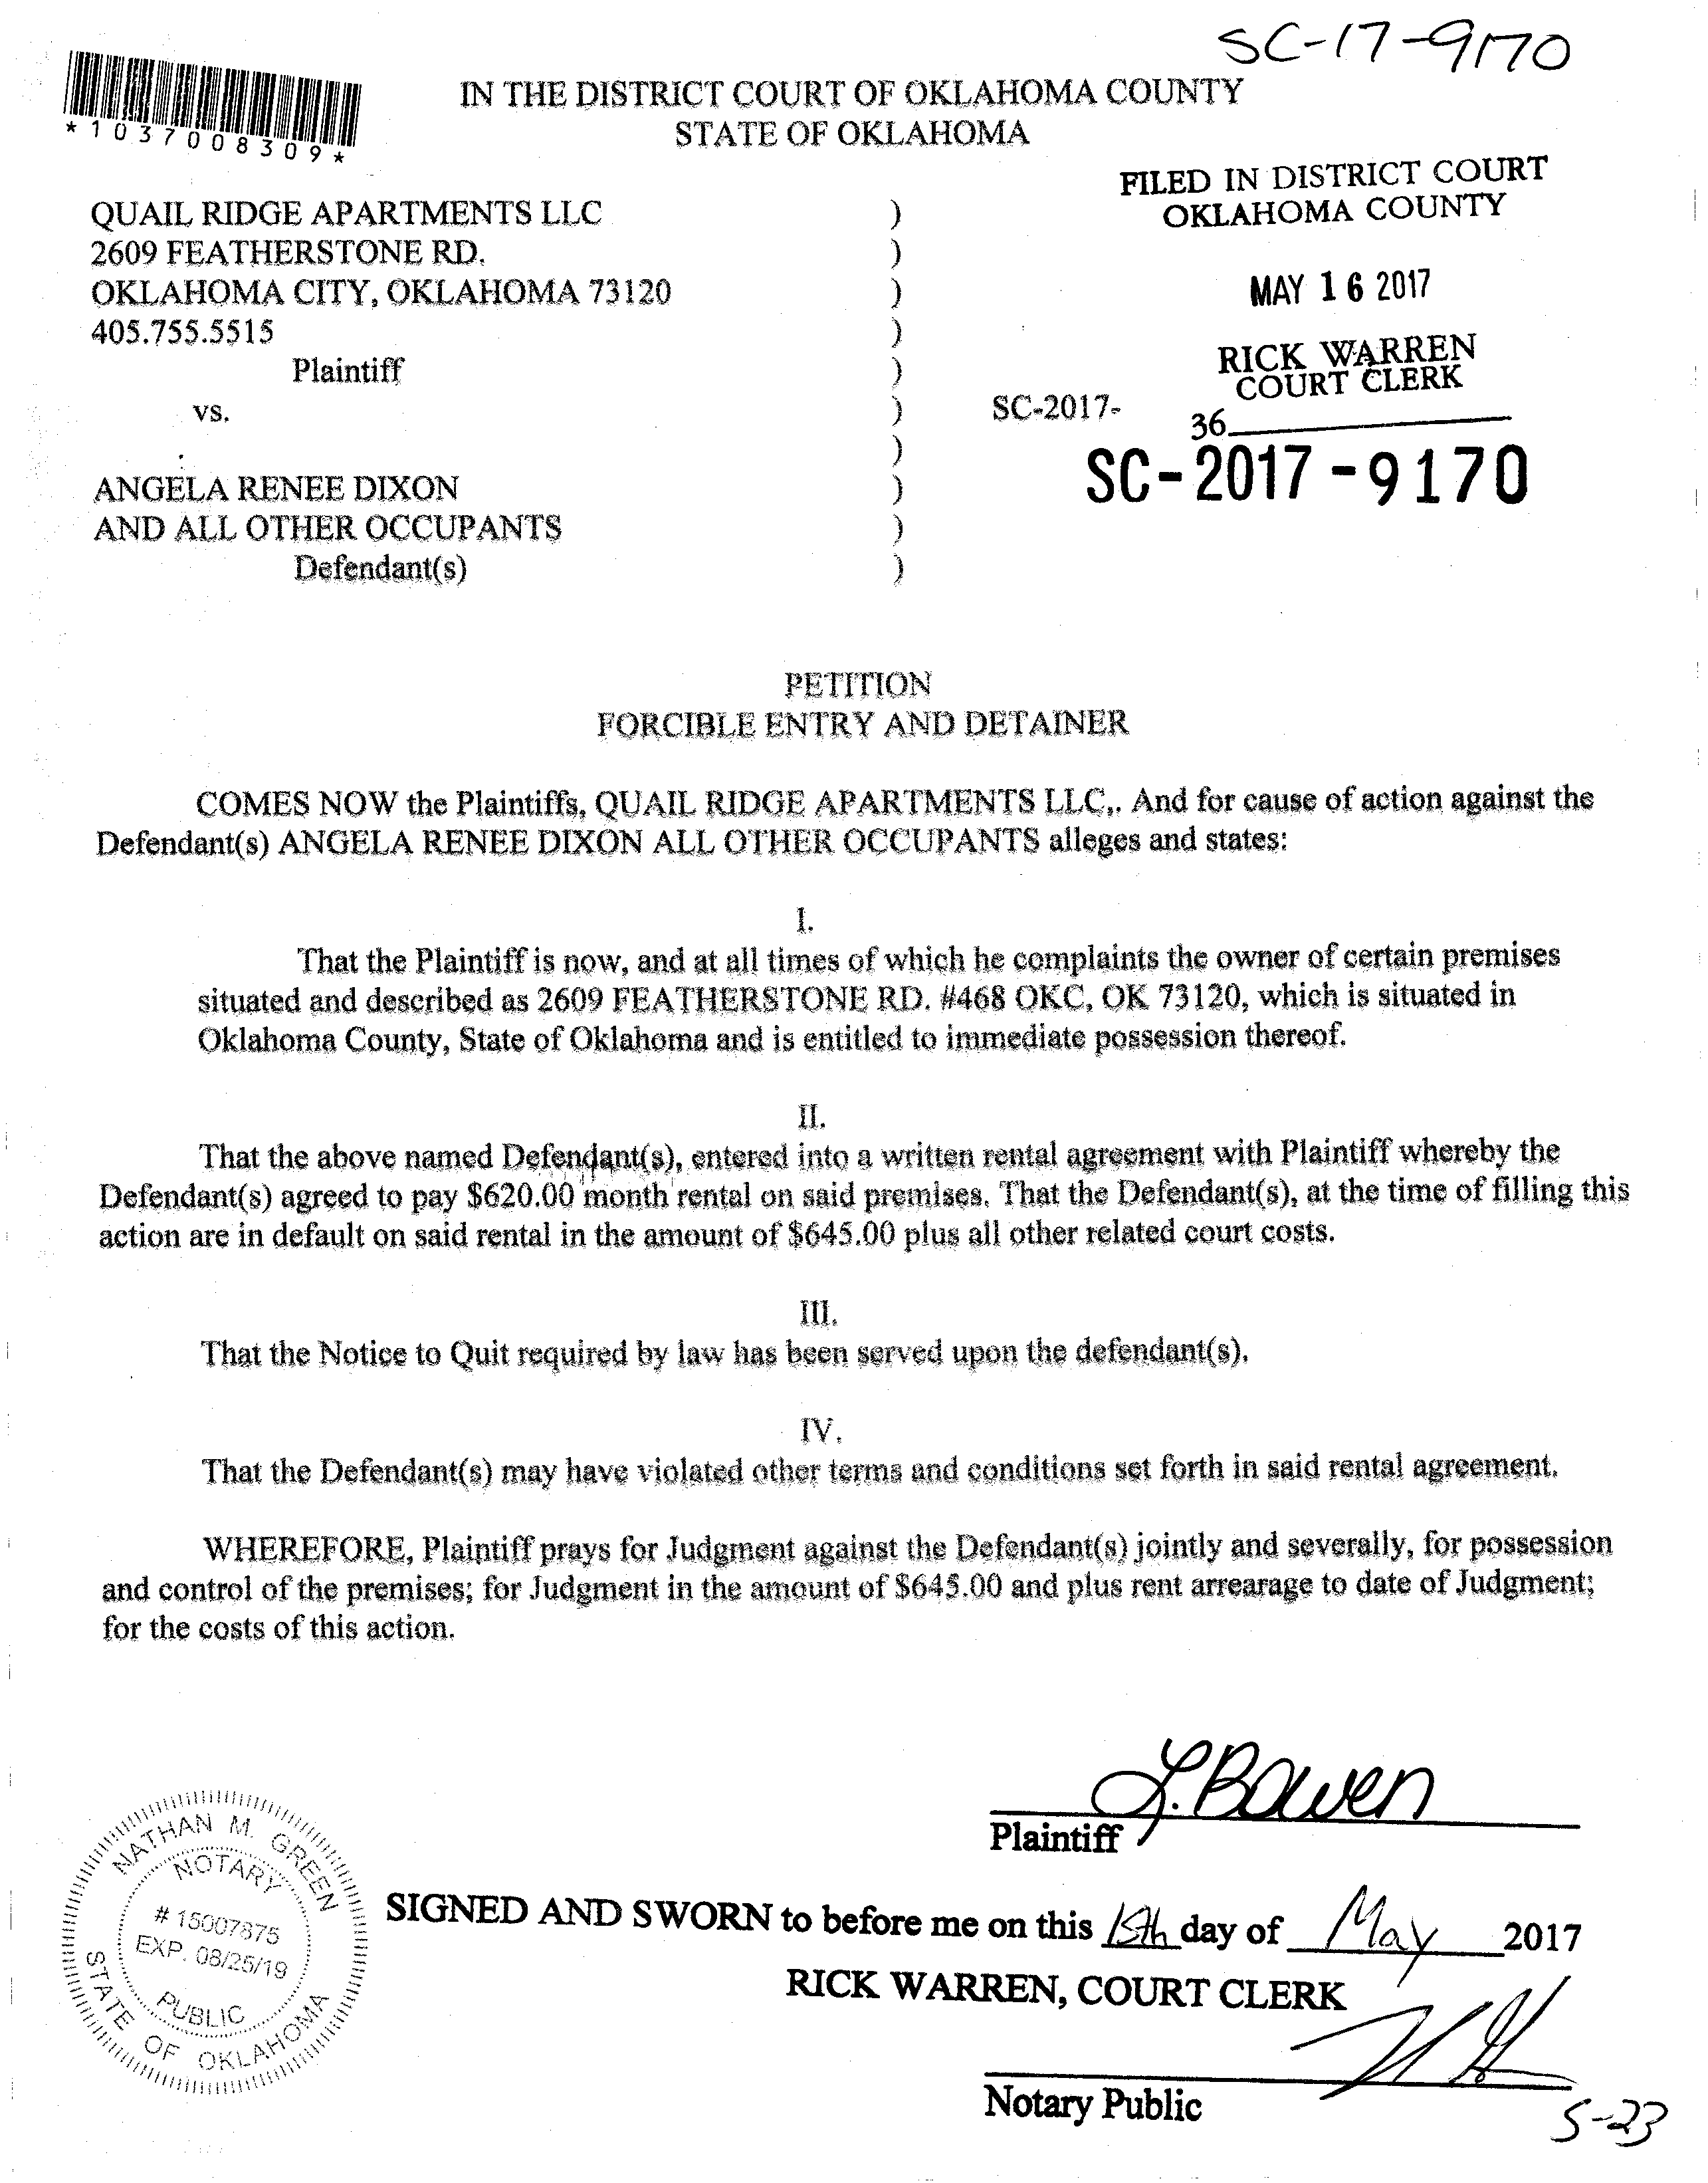 SC-17-9170
*1037008309*
IN THE DISTRICT COURT OF OKLAHOMA COUNTY
STATE OF OKLAHOMA
FILED IN DISTRICT COURT
OKLAHOMA COUNTY
MAY 16 2017
RICK WARREN
COURT CLERK
36
QUAIL RIDGE APARTMENTS LLC )
2609 FEATHERSTONE RD. )
OKLAHOMA CITY, OKLAHOMA 73120 )
405.755.5515 )
Plaintiff )
vs. ) SC-2017-
)
SC-2017-9170
ANGELA RENEE DIXON )
AND ALL OTHER OCCUPANTS )
Defendant(s) )
PETITION
FORCIBLE ENTRY AND DETAINER
COMES NOW the Plaintiffs, QUAIL RIDGE APARTMENTS LLC,. And for cause of action against the
Defendant(s) ANGELA RENEE DIXON ALL OTHER OCCUPANTS alleges and states:
I.
That the Plaintiff is now, and at all times of which he complaints the owner of certain premises
situated and described as 2609 FEATHERSTONE RD. #468 OKC, OK 73120, which is situated in
Oklahoma County, State of Oklahoma and is entitled to immediate possession thereof.
II.
That the above named Defendant(s), entered into a written rental agreement with Plaintiff whereby the
Defendant(s) agreed to pay $620.00 month rental on said premises. That the Defendant(s), at the time of filling this
action are in default on said rental in the amount of $645.00 plus all other related court costs.
III.
That the Notice to Quit required by law has been served upon the defendant(s).
IV.
That the Defendant(s) may have violated other terms and conditions set forth in said rental agreement.
WHEREFORE, Plaintiff prays for Judgment against the Defendant(s) jointly and severally, for possession
and control of the premises; for Judgment in the amount of $645.00 and plus rent arrearage to date of Judgment;
for the costs of this action.
L. Bowen
Plaintiff
NATHAN M. GREEN
NOTARY
# 15007875
EXP. 08/25/19
PUBLIC
STATE OF OKLAHOMA
SIGNED AND SWORN to before me on this 15th day of May 2017
RICK WARREN, COURT CLERK
Notary Public
5-23